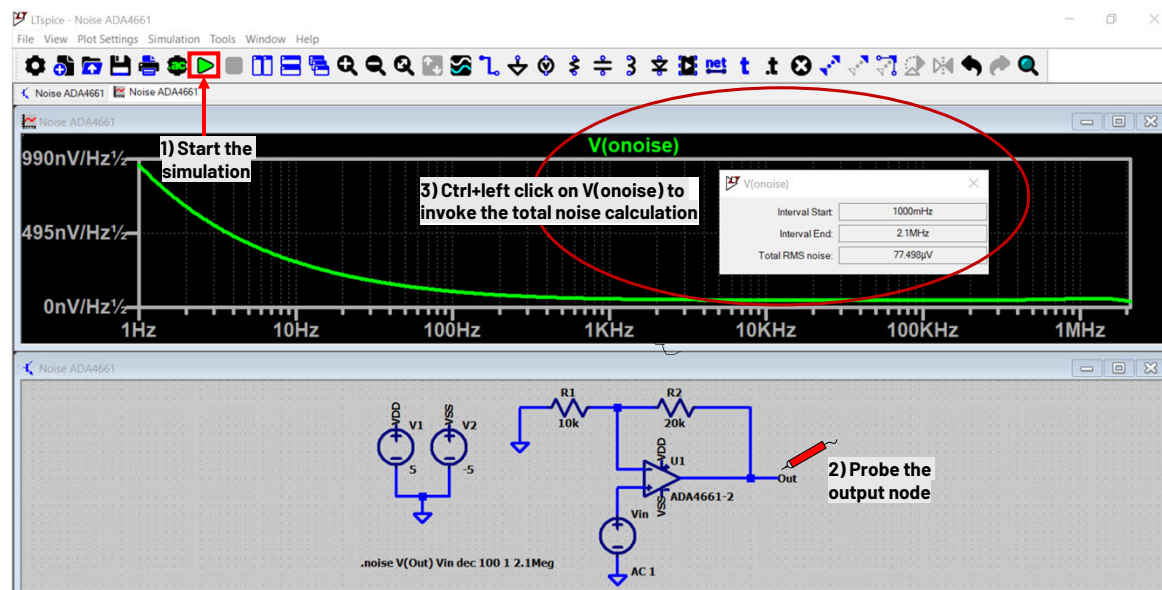 LTspice - Noise ADA4661
File View Plot Settings Simulation Tools Window Help
ac net t .t
Noise ADA4661 Noise ADA4661
Noise ADA4661
1) Start the
simulation
V(onoise)
990nV/Hz½
495nV/Hz½
0nV/Hz½
3) Ctrl+left click on V(onoise) to
invoke the total noise calculation
V(onoise)
Interval Start: 1000mHz
Interval End: 2.1MHz
Total RMS noise: 77.498µV
1Hz 10Hz 100Hz 1KHz 10KHz 100KHz 1MHz
Noise ADA4661
R1 R2
10k 20k
VDD VSS
V1 V2
5 -5
VDD
U1
ADA4661-2
VSS
Out
2) Probe the
output node
Vin
AC 1
.noise V(Out) Vin dec 100 1 2.1Meg